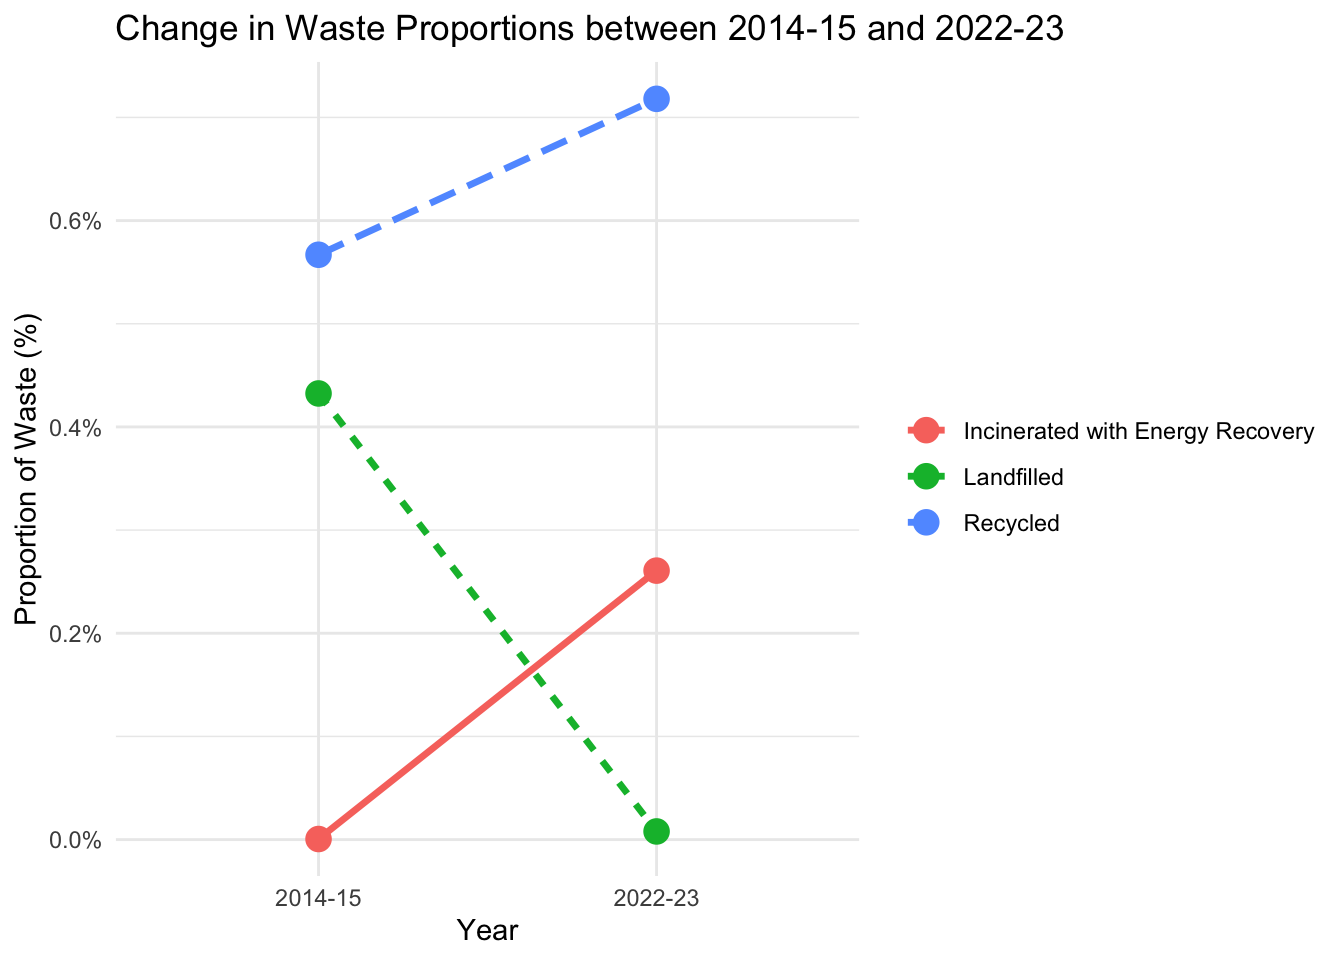 Change in Waste Proportions between 2014-15 and 2022-23
Proportion of Waste (%)
0.6%
0.4%
0.2%
0.0%
2014-15 2022-23
Year
Incinerated with Energy Recovery
Landfilled
Recycled